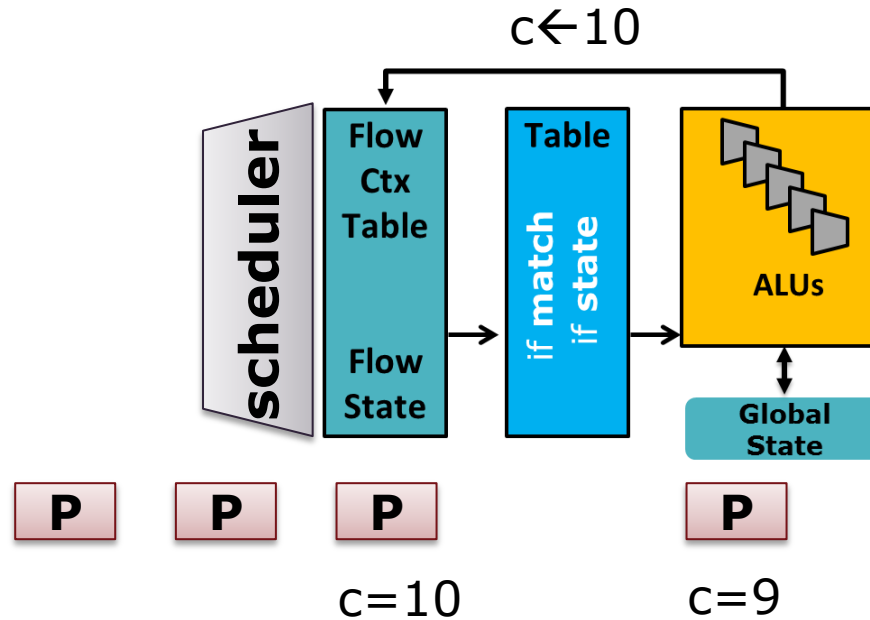 c←10
scheduler
Flow
Ctx
Table
Flow
State
Table
if match
if state
ALUs
Global
State
P
P
P
P
c=10
c=9